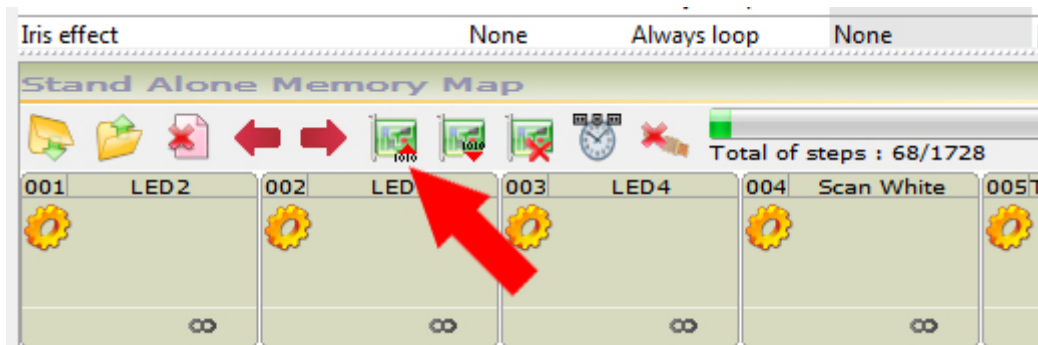 Iris effect None Always loop None
Stand Alone Memory Map
Total of steps : 68/1728
001 LED2 002 LED 003 LED4 004 Scan White 005